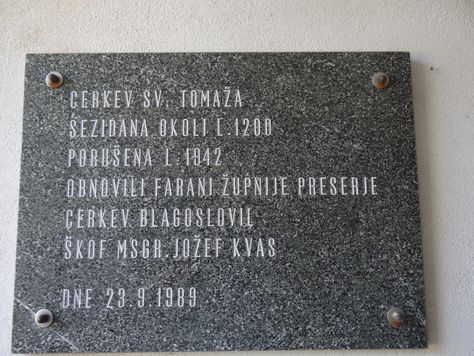 CERKEV SV. TOMAŽA
SEZIDANA OKOLI L. 1200
PORUŠENA L. 1942
OBNOVILI FARANI ŽUPNIJE PRESERJE
CERKEV BLAGOSLOVIL
ŠKOF MSGR. JOŽEF KVAS
DNE 23.9.1989